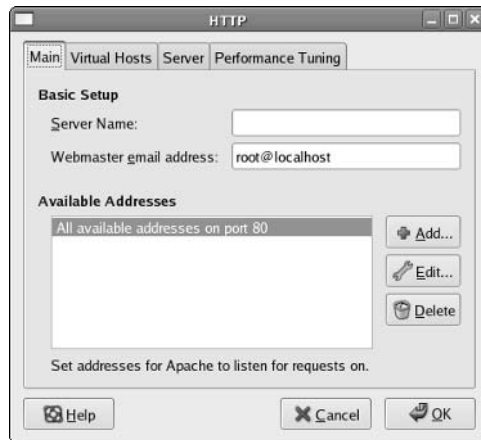 HTTP
Main Virtual Hosts Server Performance Tuning
Basic Setup
Server Name:
Webmaster email address: root@localhost
Available Addresses
All available addresses on port 80
Add...
Edit...
Delete
Set addresses for Apache to listen for requests on.
Help Cancel OK